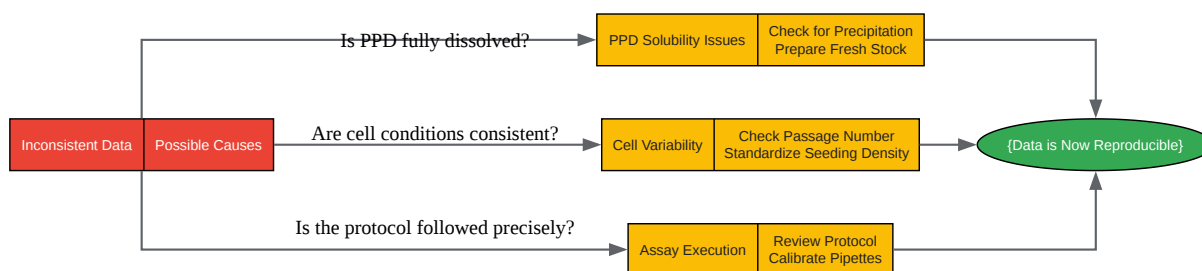 Is PPD fully dissolved?
PPD Solubility Issues
Check for Precipitation
Prepare Fresh Stock
Inconsistent Data
Possible Causes
Are cell conditions consistent?
Cell Variability
Check Passage Number
Standardize Seeding Density
{Data is Now Reproducible}
Is the protocol followed precisely?
Assay Execution
Review Protocol
Calibrate Pipettes